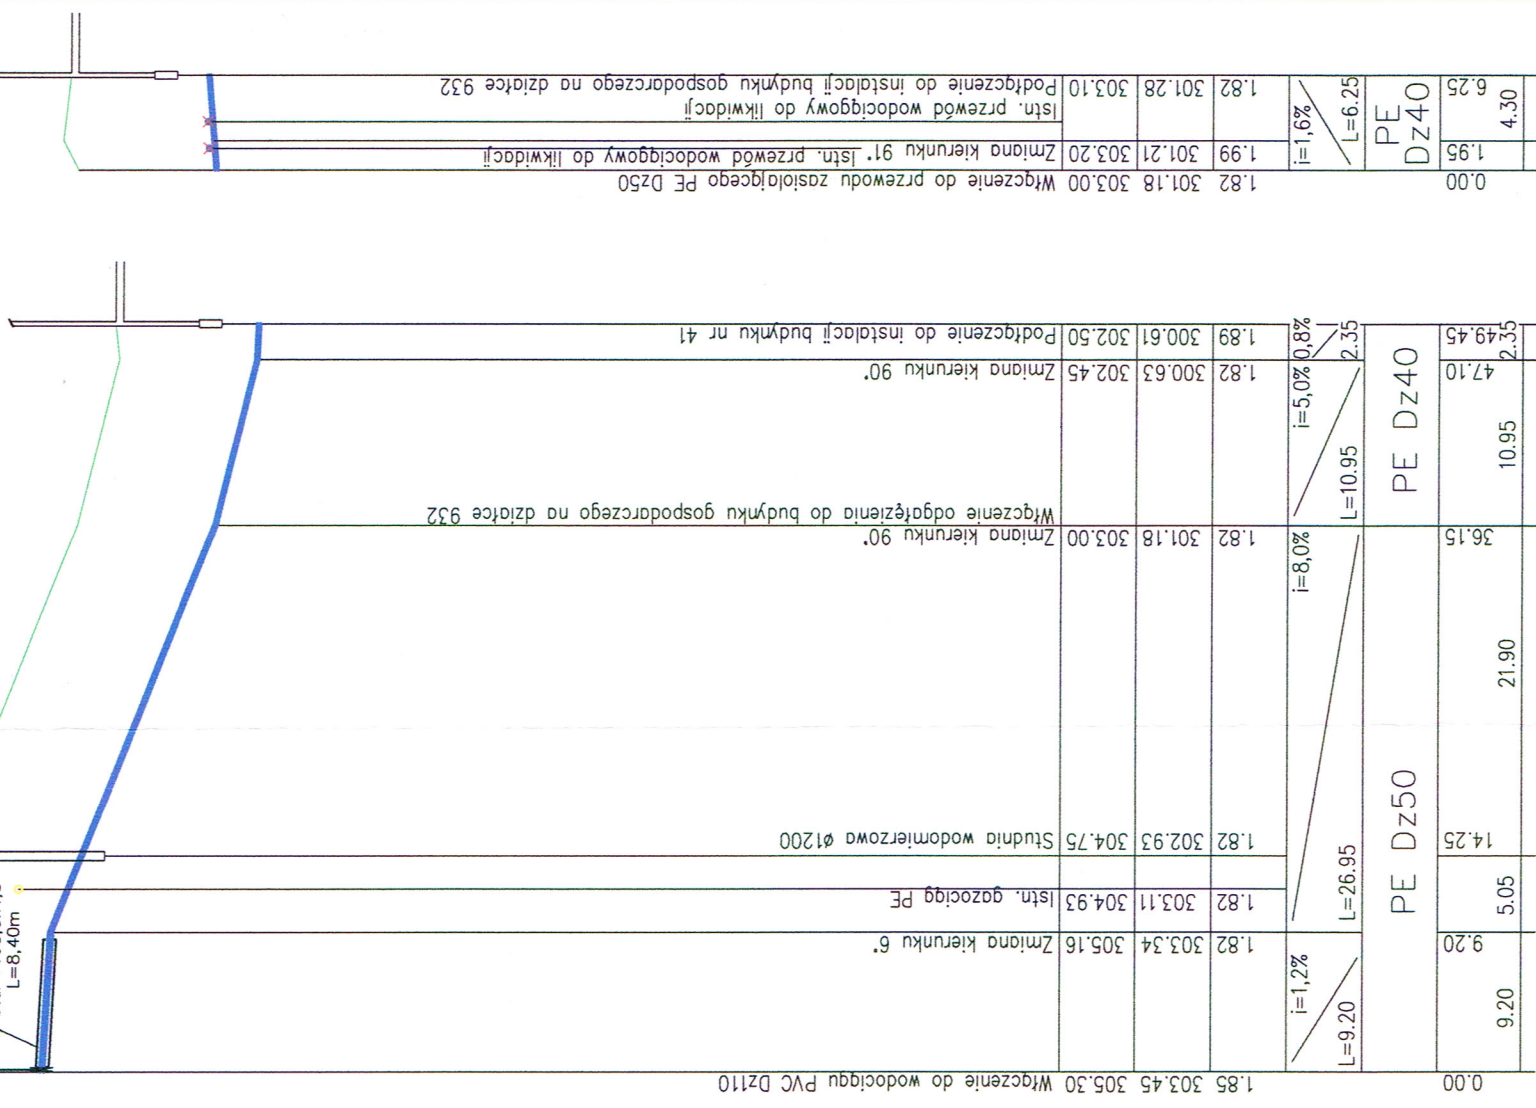 Podłączenie do instalacji budynku gospodarczego na działce 932 303.10 301.28 1.82 6.25
Istn. przewód wodociągowy do likwidacji
Zmiana kierunku 91° Istn. przewód wodociągowy do likwidacji 303.20 301.21 1.99 1.95
Włączenie do przewodu zasialającego PE Dz50 303.00 301.18 1.82 0.00
i=1,6%
L=6.25
PE
Dz40
4.30
Podłączenie do instalacji budynku nr 41 302.50 300.61 1.89 49.45
0,8%
2.35
2.35
Zmiana kierunku 90° 302.45 300.63 1.82 47.10
i=5,0%
L=10.95
PE Dz40
10.95
Włączenie odgałęzienia do budynku gospodarczego na działce 932
Zmiana kierunku 90° 303.00 301.18 1.82 36.15
i=8,0%
L=26.95
21.90
PE Dz50
Studnia wodomierzowa ø1200 304.75 302.93 1.82 14.25
Istn. gazociąg PE 304.93 303.11 1.82
5.05
Zmiana kierunku 6° 305.16 303.34 1.82 9.20
L=8,40m
i=1,2%
L=9.20
9.20
Włączenie do wodociągu PVC Dz110 305.30 303.45 1.85 0.00